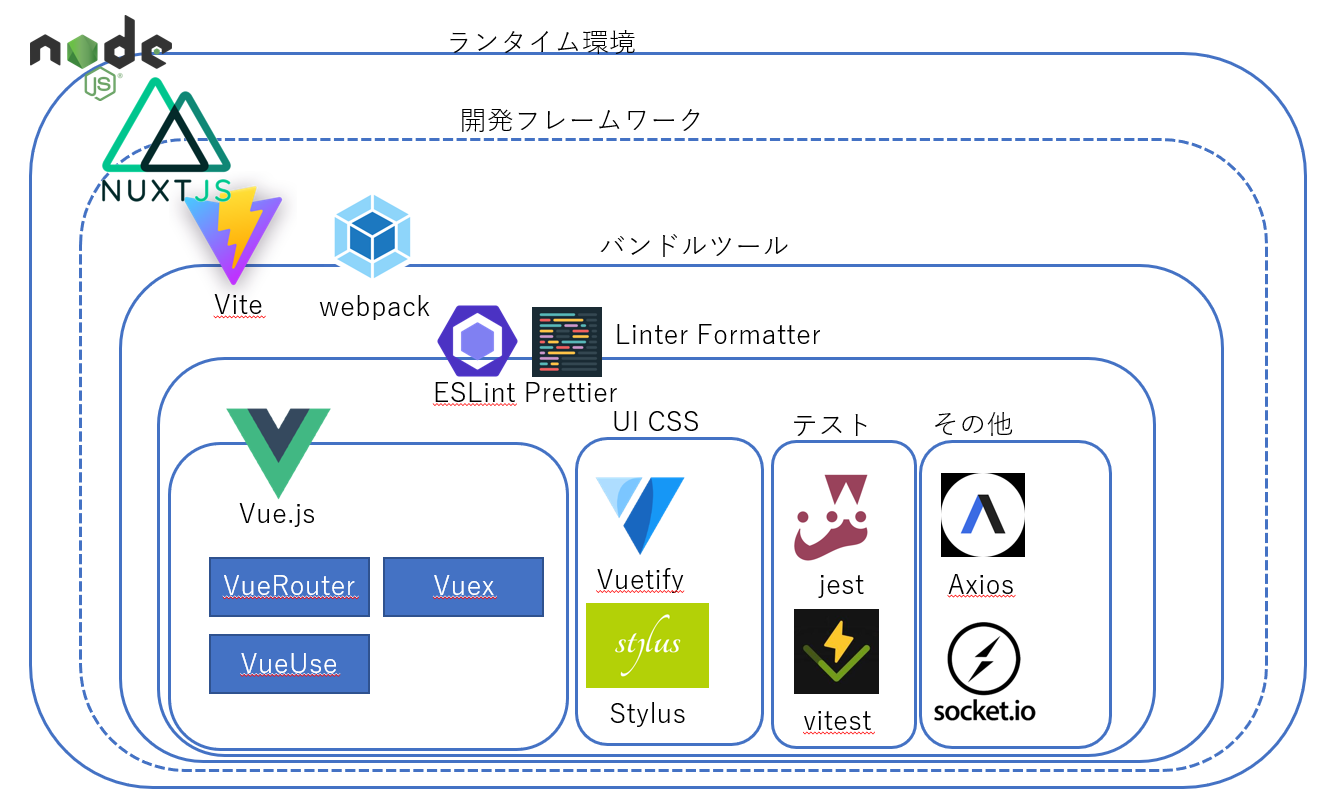 node
JS
ランタイム環境
開発フレームワーク
NUXTJS
バンドルツール
Vite
webpack
Linter Formatter
ESLint Prettier
UI CSS
テスト
その他
Vue.js
VueRouter
Vuex
VueUse
Vuetify
stylus
Stylus
jest
vitest
Axios
socket.io